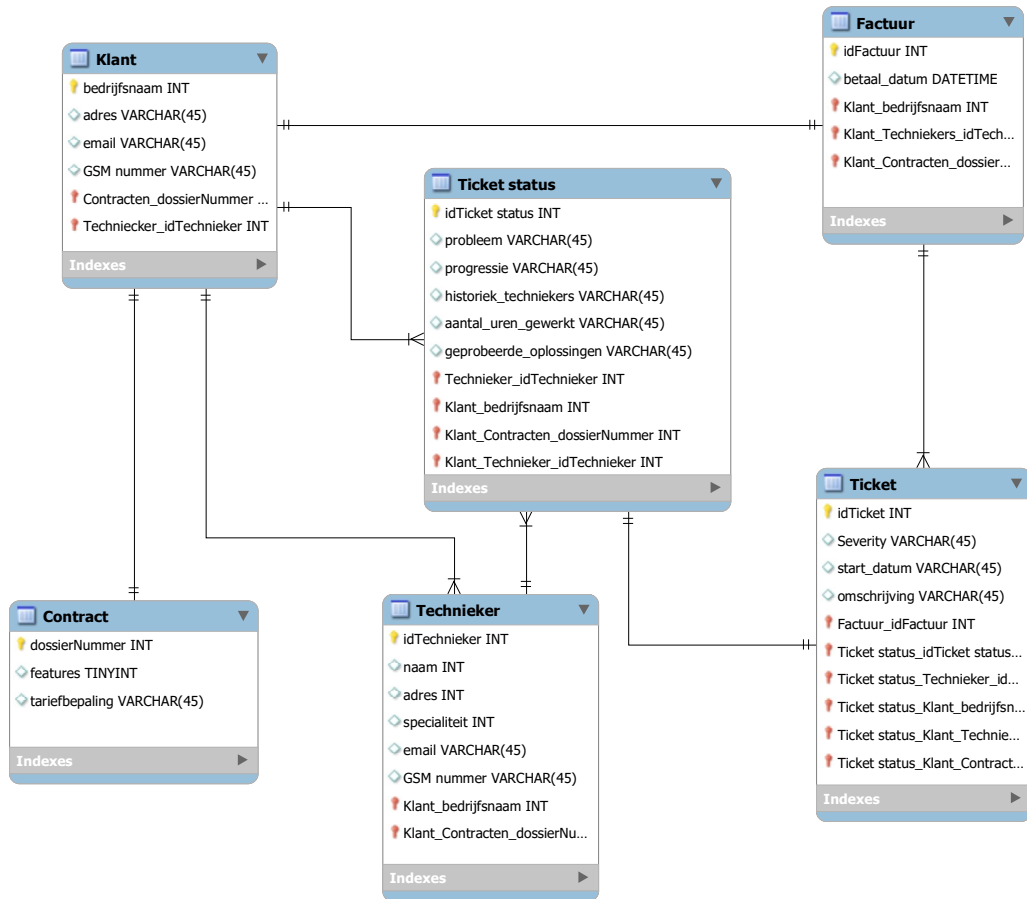 Klant
bedrijfsnaam INT
adres VARCHAR(45)
email VARCHAR(45)
GSM nummer VARCHAR(45)
Contracten_dossierNummer ...
Techniecker_idTechnieker INT
Indexes
Factuur
idFactuur INT
betaal_datum DATETIME
Klant_bedrijfsnaam INT
Klant_Techniekers_idTech...
Klant_Contracten_dossier...
Indexes
Ticket status
idTicket status INT
probleem VARCHAR(45)
progressie VARCHAR(45)
historiek_techniekers VARCHAR(45)
aantal_uren_gewerkt VARCHAR(45)
geprobeerde_oplossingen VARCHAR(45)
Technieker_idTechnieker INT
Klant_bedrijfsnaam INT
Klant_Contracten_dossierNummer INT
Klant_Technieker_idTechnieker INT
Indexes
Ticket
idTicket INT
Severity VARCHAR(45)
start_datum VARCHAR(45)
omschrijving VARCHAR(45)
Factuur_idFactuur INT
Ticket status_idTicket status...
Ticket status_Technieker_id...
Ticket status_Klant_bedrijfsn...
Ticket status_Klant_Technie...
Ticket status_Klant_Contract...
Indexes
Contract
dossierNummer INT
features TINYINT
tariefbepaling VARCHAR(45)
Indexes
Technieker
idTechnieker INT
naam INT
adres INT
specialiteit INT
email VARCHAR(45)
GSM nummer VARCHAR(45)
Klant_bedrijfsnaam INT
Klant_Contracten_dossierNu...
Indexes